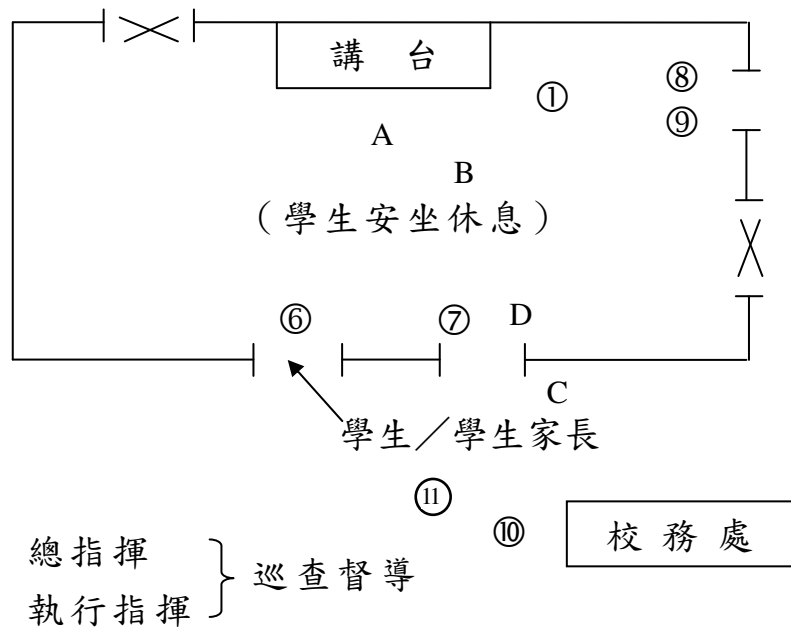 講 台
①
⑧
⑨
A
B
（學生安坐休息）
⑥
⑦
D
C
學生／學生家長
⑪
⑩
校務處
總指揮
執行指揮
巡查督導